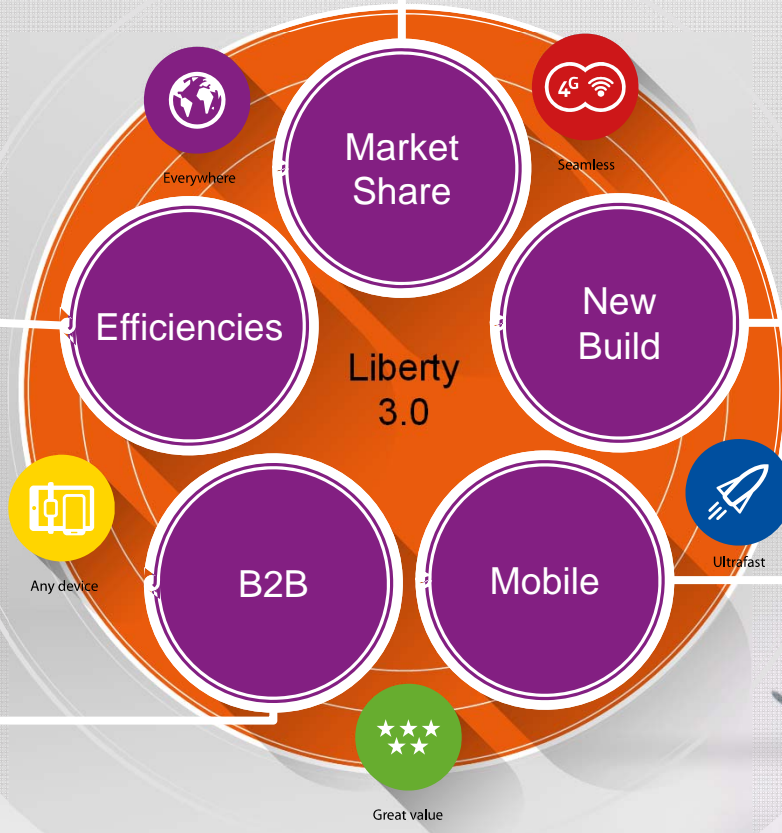 4G
Everywhere
Seamless
Market
Share
Efficiencies
New
Build
Liberty
3.0
Any device
B2B
Mobile
Ultrafast
Great value